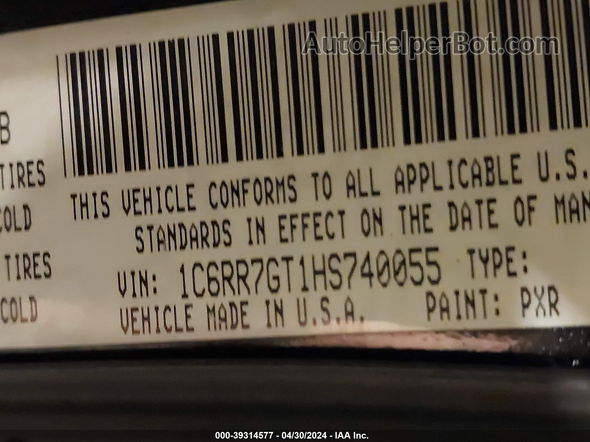 AutoHelperBot.com
B
TIRES
COLD
TIRES
COLD
THIS VEHICLE CONFORMS TO ALL APPLICABLE U.S.
STANDARDS IN EFFECT ON THE DATE OF MAN
VIN: 1C6RR7GT1HS740055 TYPE:
VEHICLE MADE IN U.S.A. PAINT: PXR
000-39314577 - 04/30/2024 - IAA Inc.